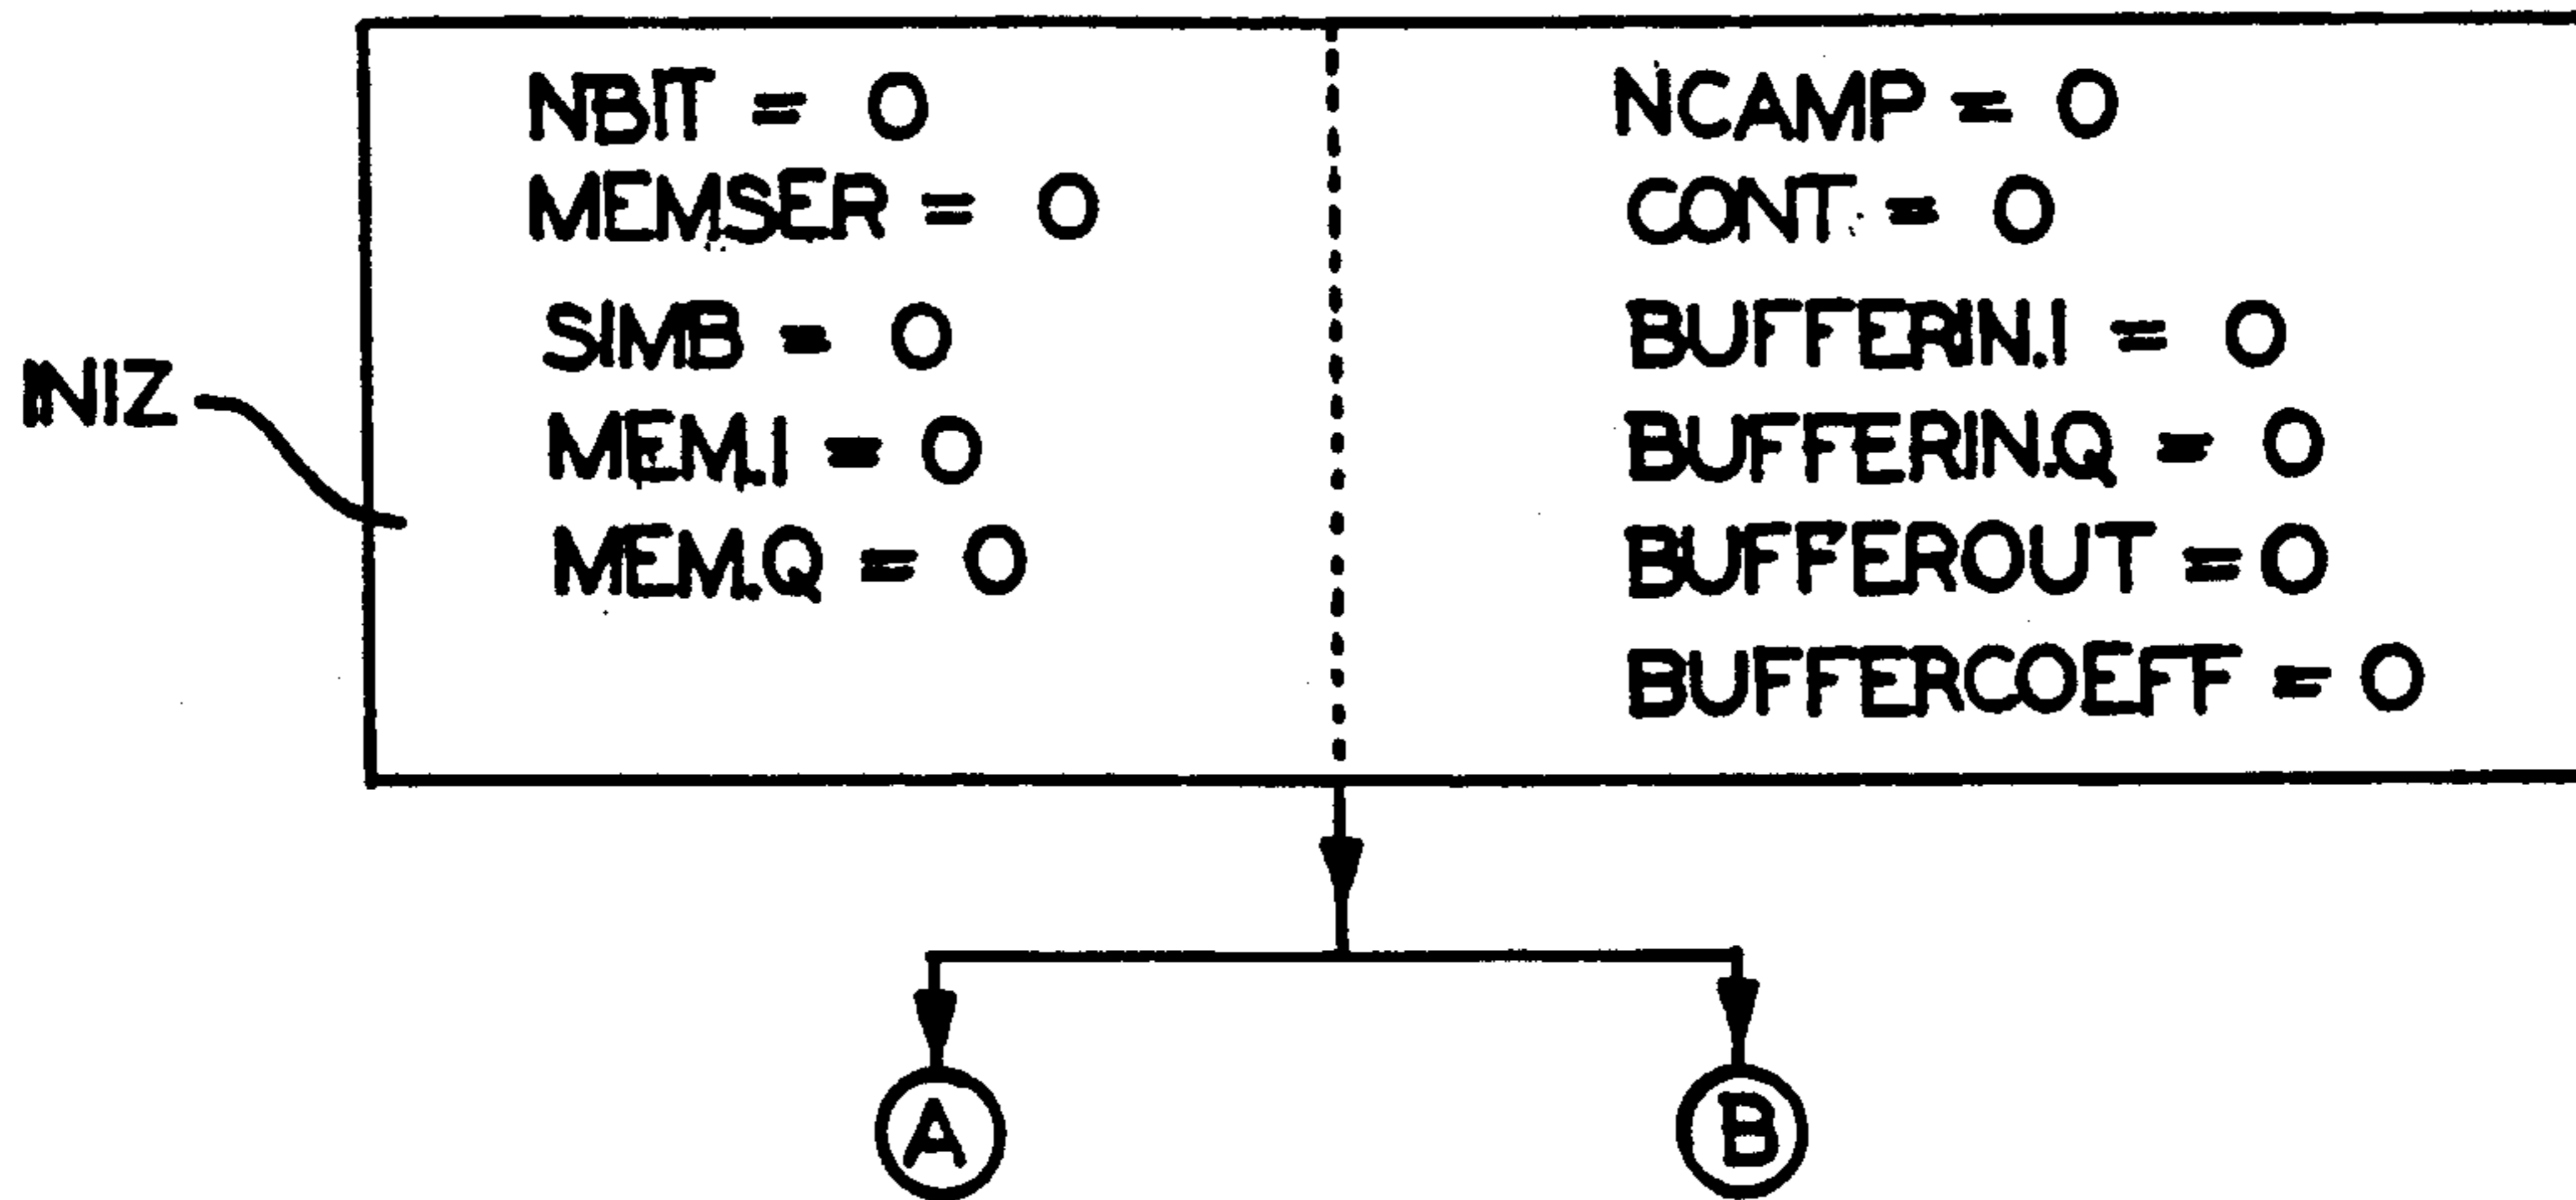 NBIT = 0
MEMSER = 0
SIMB = 0
MEM.I = 0
MEM.Q = 0
NCAMP = 0
CONT = 0
BUFFERIN.I = 0
BUFFERIN.Q = 0
BUFFEROUT = 0
BUFFERCOEFF = 0
INIZ
A
B